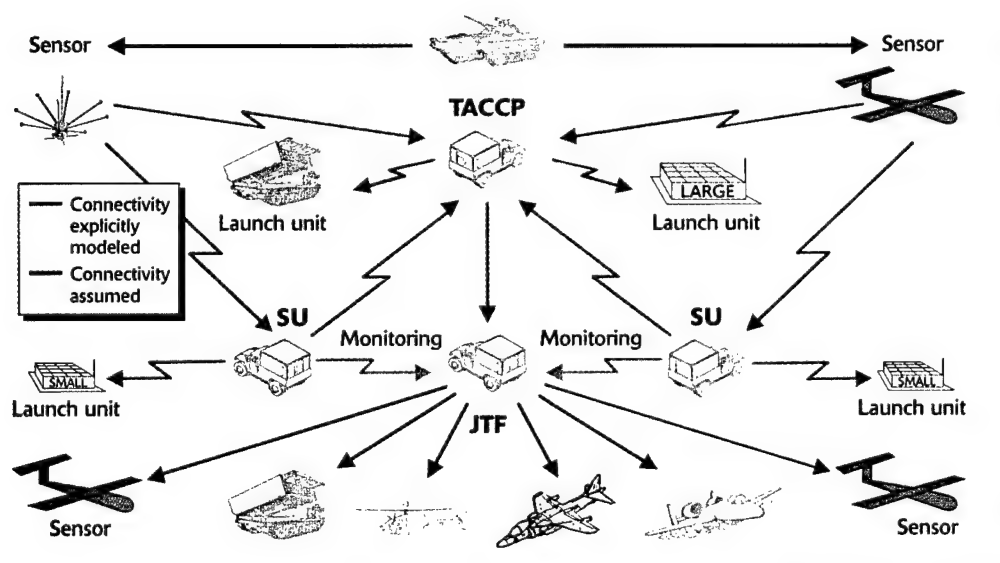 Sensor
Sensor
TACCP
LARGE
Launch unit
Launch unit
Connectivity
explicitly
modeled
Connectivity
assumed
SU
SU
Monitoring
Monitoring
SMALL
SMALL
Launch unit
Launch unit
JTF
Sensor
Sensor